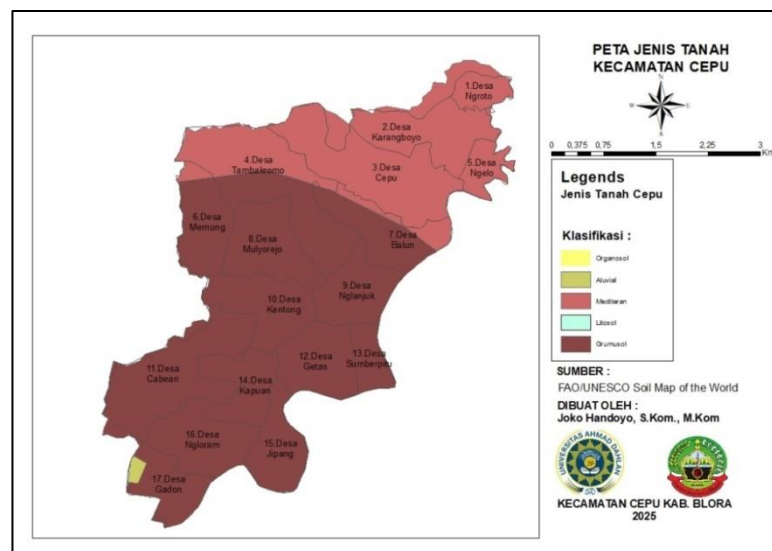 PETA JENIS TANAH
KECAMATAN CEPU
N
W
E
S
0 0,375 0,75 1,5 2,25 3
Km
Legends
Jenis Tanah Cepu
Klasifikasi :
Organosol
Aluvial
Mediteran
Litosol
Grumusol
SUMBER :
FAO/UNESCO Soil Map of the World
DIBUAT OLEH :
Joko Handoyo, S.Kom., M.Kom
UNIVERSITAS AHMAD DAHLAN
KECAMATAN CEPU KAB. BLORA
2025
1.Desa
Ngroto
2.Desa
Karangboyo
3.Desa
Cepu
4.Desa
Tambakromo
5.Desa
Ngelo
6.Desa
Mernung
7.Desa
Balun
8.Desa
Mulyorejo
9.Desa
Nglanjuk
10.Desa
Kentong
11.Desa
Cabean
12.Desa
Getas
13.Desa
Sumberpitu
14.Desa
Kapuan
15.Desa
Jipang
16.Desa
Ngloram
17.Desa
Gadon